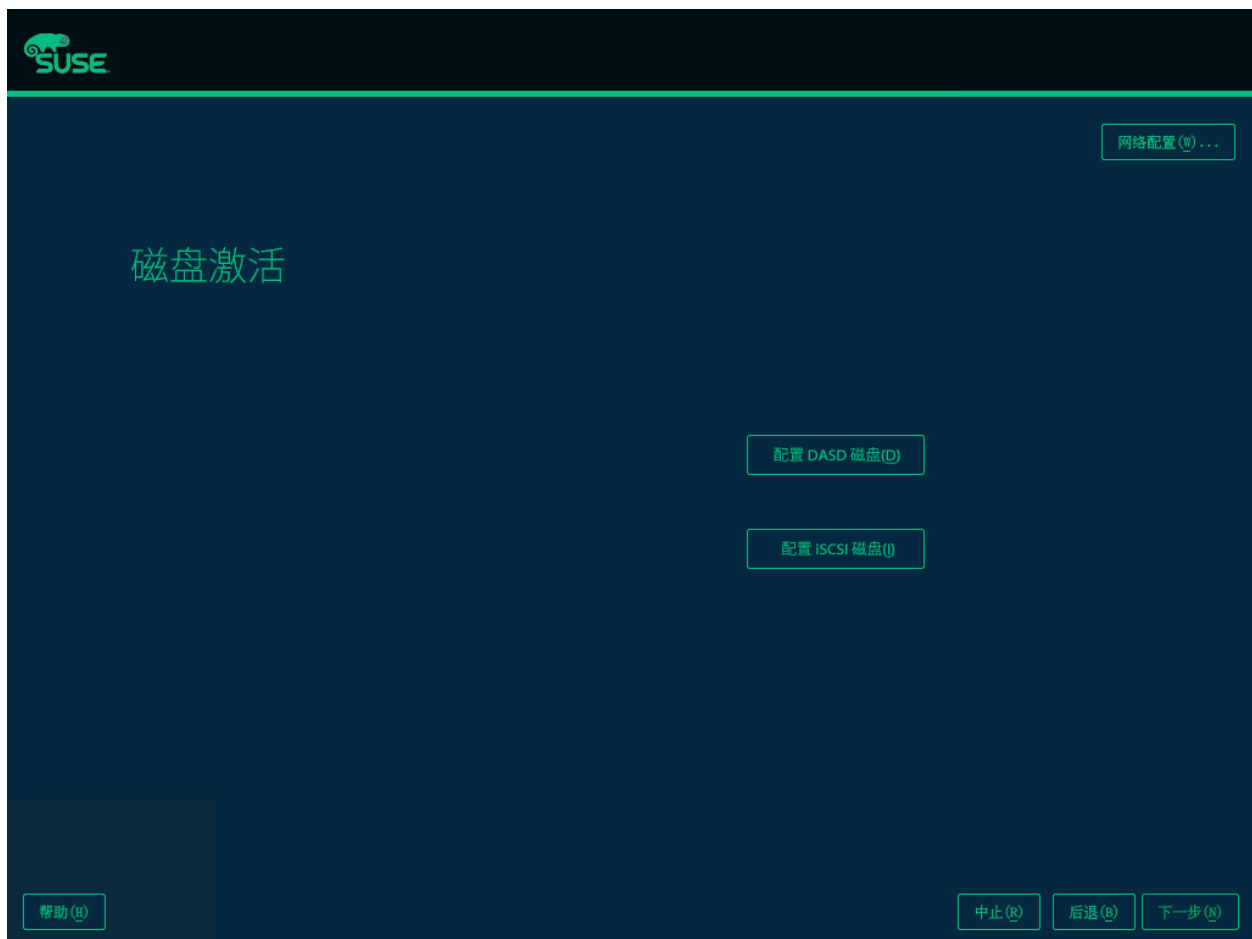 SUSE
网络配置(W)...
磁盘激活
配置 DASD 磁盘(D)
配置 iSCSI 磁盘(I)
帮助(H)
中止(R)
后退(B)
下一步(N)